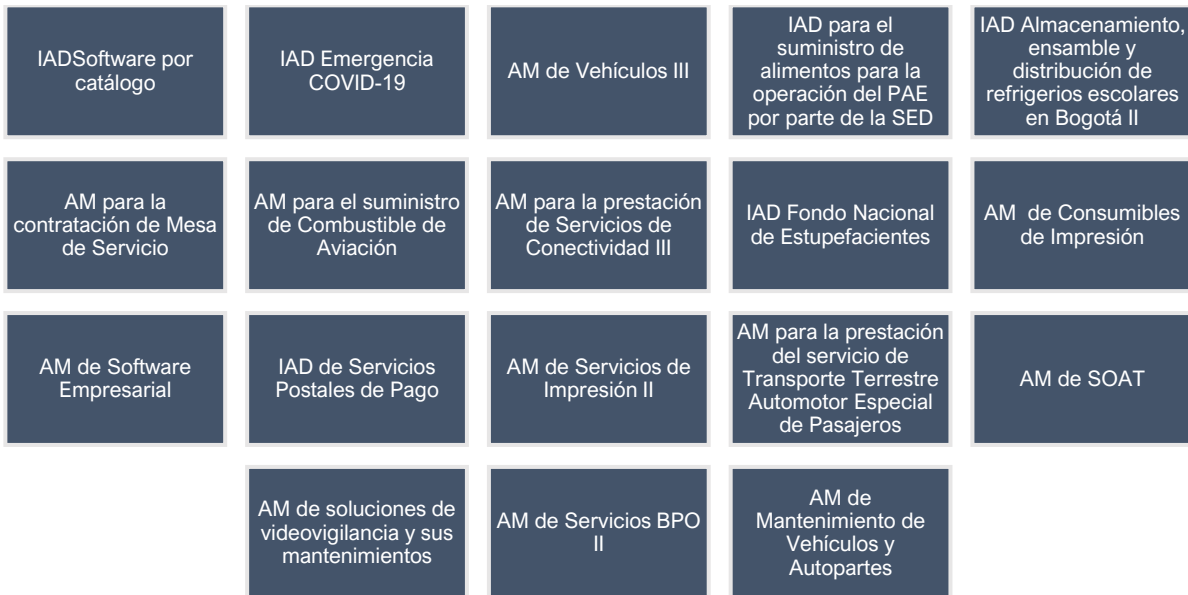 IADSoftware por
catálogo
IAD Emergencia
COVID-19
AM de Vehículos III
IAD para el
suministro de
alimentos para la
operación del PAE
por parte de la SED
IAD Almacenamiento,
ensamble y
distribución de
refrigerios escolares
en Bogotá II
AM para la
contratación de Mesa
de Servicio
AM para el suministro
de Combustible de
Aviación
AM para la prestación
de Servicios de
Conectividad III
IAD Fondo Nacional
de Estupefacientes
AM  de Consumibles
de Impresión
AM de Software
Empresarial
IAD de Servicios
Postales de Pago
AM de Servicios de
Impresión II
AM para la prestación
del servicio de
Transporte Terrestre
Automotor Especial
de Pasajeros
AM de SOAT
AM de soluciones de
videovigilancia y sus
mantenimientos
AM de Servicios BPO
II
AM de
Mantenimiento de
Vehículos y
Autopartes